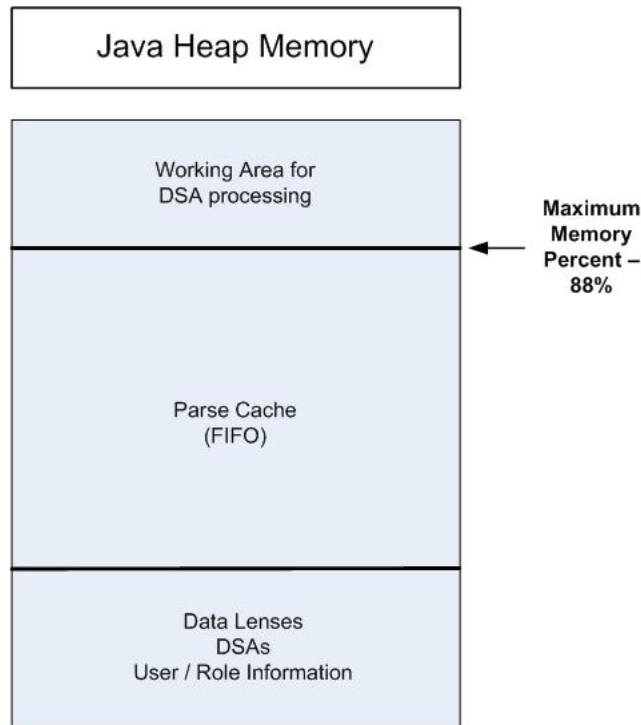 Java Heap Memory
Working Area for
DSA processing
Maximum
Memory
Percent –
88%
Parse Cache
(FIFO)
Data Lenses
DSAs
User / Role Information